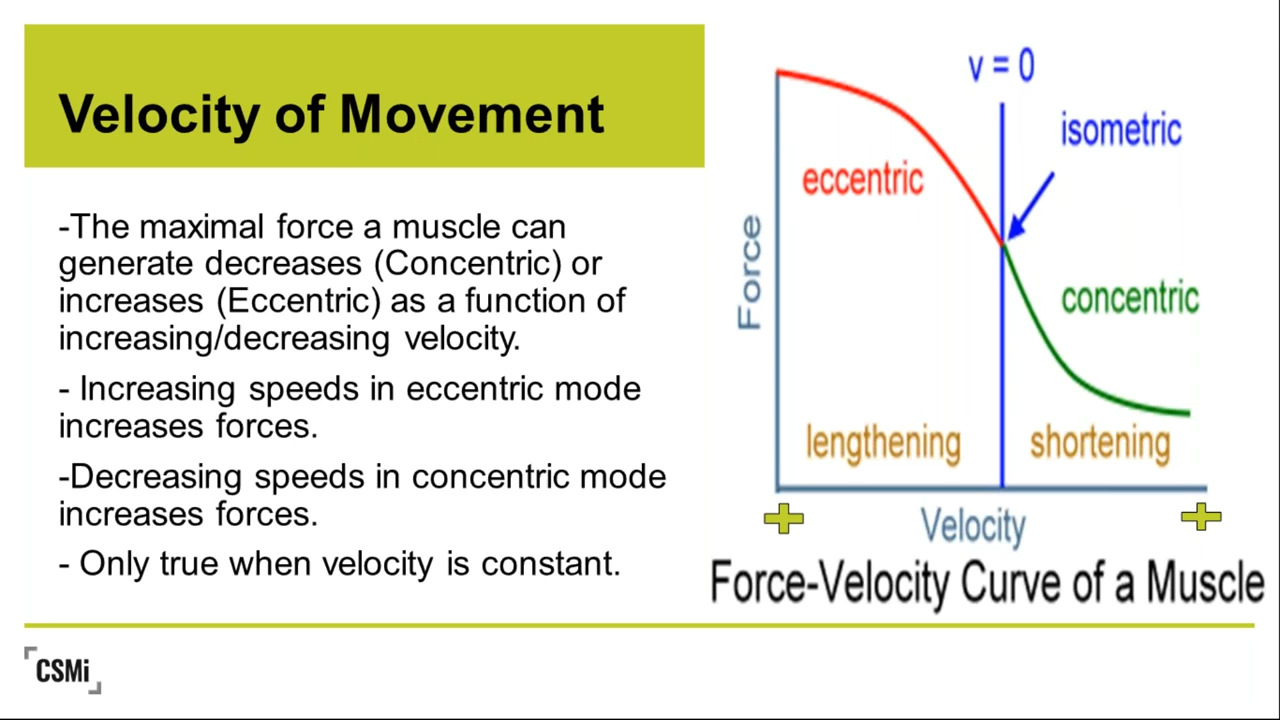 Velocity of Movement
-The maximal force a muscle can
generate decreases (Concentric) or
increases (Eccentric) as a function of
increasing/decreasing velocity.
- Increasing speeds in eccentric mode
increases forces.
-Decreasing speeds in concentric mode
increases forces.
- Only true when velocity is constant.
v = 0
isometric
eccentric
Force
concentric
lengthening
shortening
Velocity
Force-Velocity Curve of a Muscle
CSMi